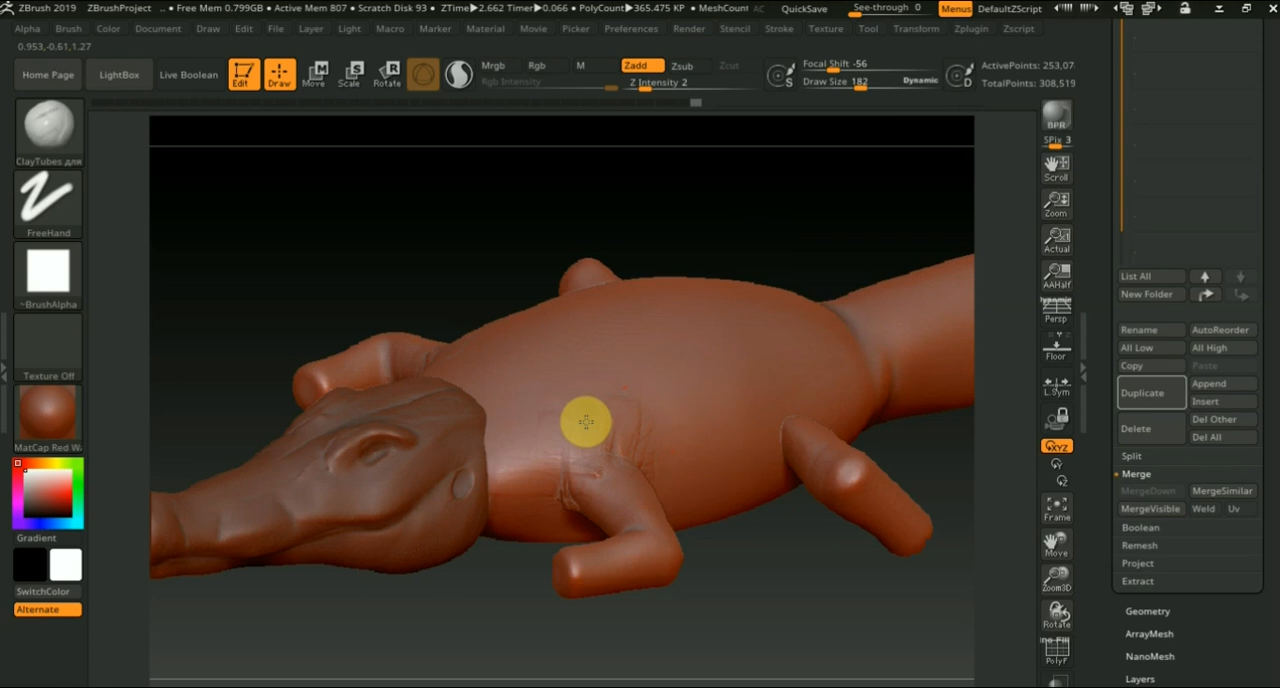 ZBrush 2019 ZBrushProject .. • Free Mem 0.799GB • Active Mem 807 • Scratch Disk 93 • ZTime▶2.662 Timer▶0.066 • PolyCount▶365.475 KP • MeshCount AC QuickSave See-through 0 Menus DefaultZScript
Alpha Brush Color Document Draw Edit File Layer Light Macro Marker Material Movie Picker Preferences Render Stencil Stroke Texture Tool Transform Zplugin Zscript
0.953,-0.61,1.27
Home Page LightBox Live Boolean Edit Draw Move Scale Rotate
Mrgb Rgb M Zadd Zsub Zcut
Rgb Intensity Z Intensity 2
S Focal Shift -56
Draw Size 182 Dynamic D
ActivePoints: 253,07
TotalPoints: 308,519
ClayTubes для
FreeHand
~BrushAlpha
Texture Off
MatCap Red W
Gradient
SwitchColor
Alternate
BPR
SPix 3
Scroll
Zoom
Actual
AAHalf
Dynamic
Persp
Floor
L.Sym
XYZ
Y
Z
Frame
Move
Zoom3D
Rotate
PolyF
List All
New Folder
Rename AutoReorder
All Low All High
Copy Paste
Duplicate Append
Insert
Delete Del Other
Del All
Split
Merge
MergeDown MergeSimilar
MergeVisible Weld Uv
Boolean
Remesh
Project
Extract
Geometry
ArrayMesh
NanoMesh
Layers